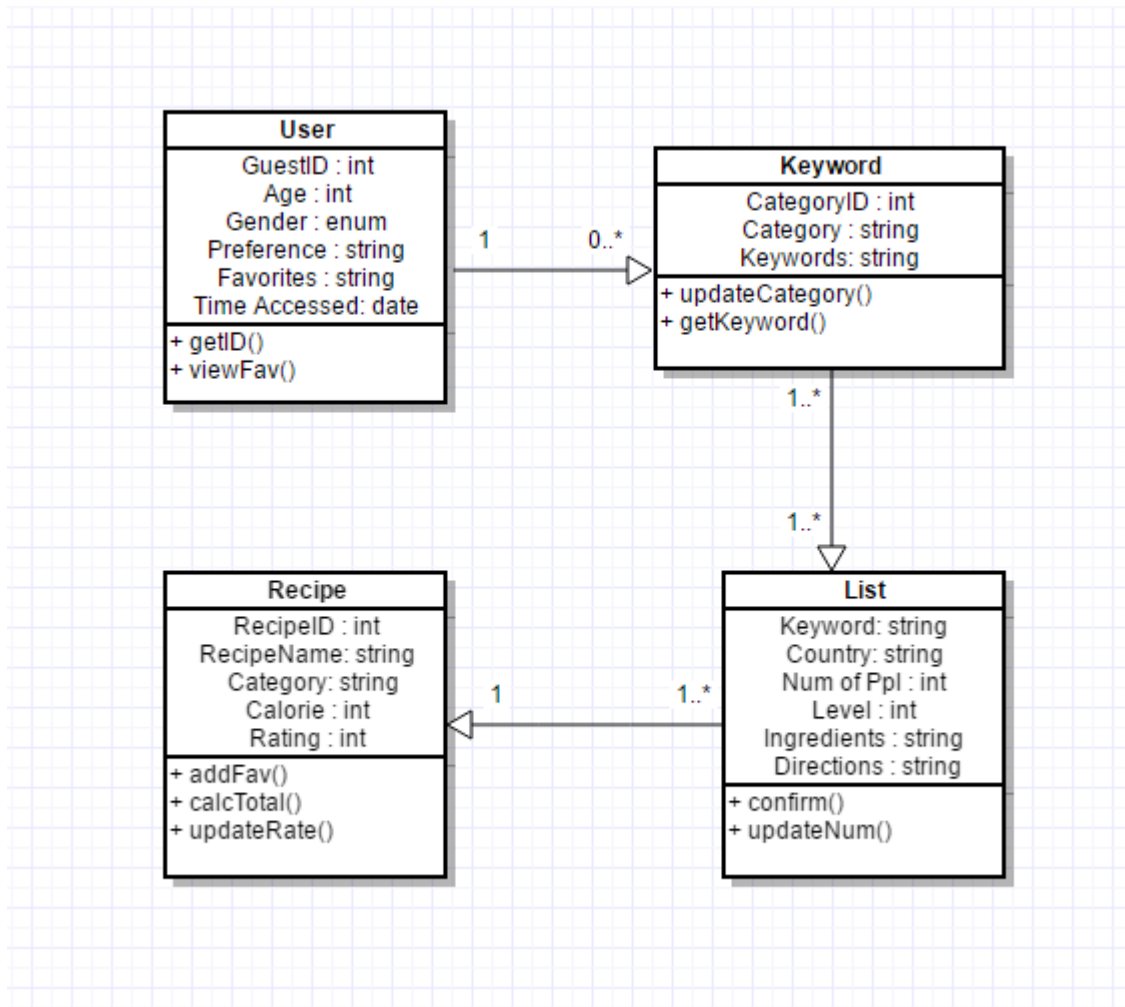 User
GuestID : int
Age : int
Gender : enum
Preference : string
Favorites : string
Time Accessed: date
+ getID()
+ viewFav()
1
0..*
Keyword
CategoryID : int
Category : string
Keywords: string
+ updateCategory()
+ getKeyword()
1..*
1..*
Recipe
RecipeID : int
RecipeName: string
Category: string
Calorie : int
Rating : int
+ addFav()
+ calcTotal()
+ updateRate()
1
1..*
List
Keyword: string
Country: string
Num of Ppl : int
Level : int
Ingredients : string
Directions : string
+ confirm()
+ updateNum()